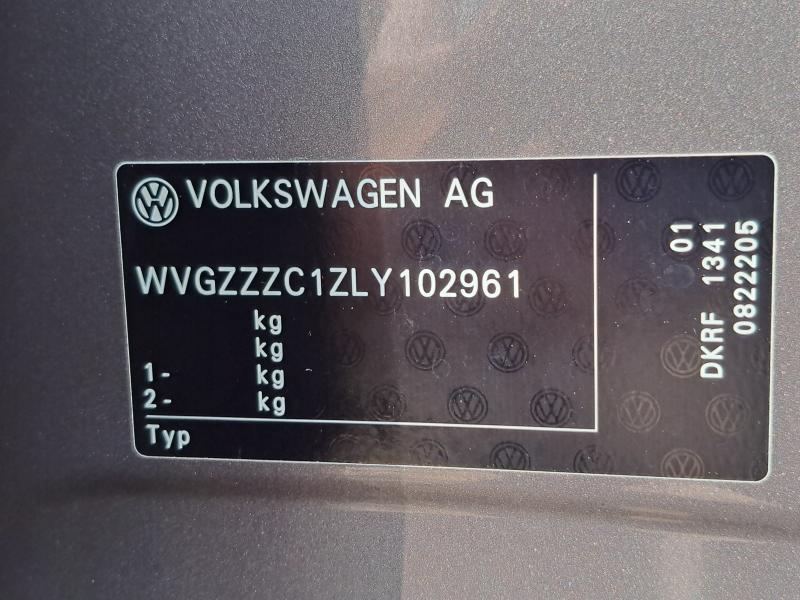 VOLKSWAGEN AG
WVGZZZC1ZLY102961
kg
kg
1- kg
2- kg
Typ
01
DKRF 1341
0822205